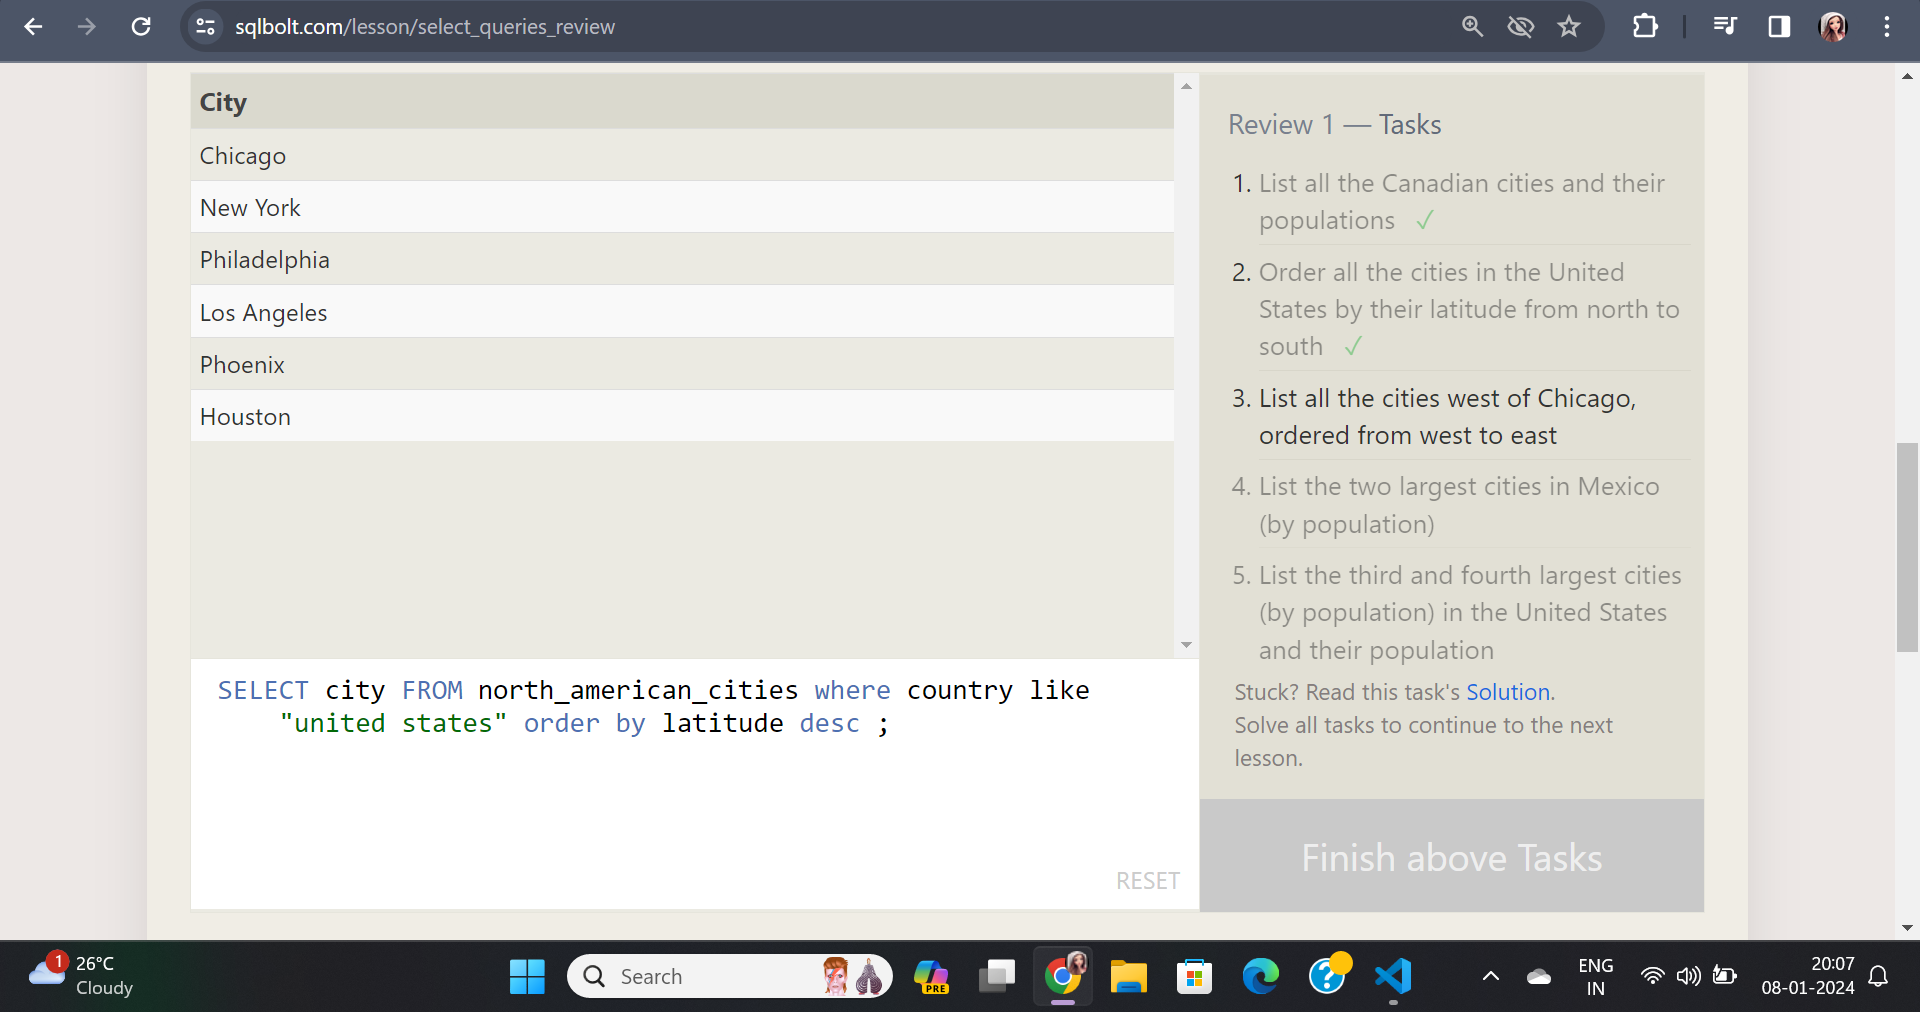 sqlbolt.com/lesson/select_queries_review
City
Chicago
New York
Philadelphia
Los Angeles
Phoenix
Houston
SELECT city FROM north_american_cities where country like
"united states" order by latitude desc ;
RESET
Review 1 — Tasks
1. List all the Canadian cities and their
populations ✓
2. Order all the cities in the United
States by their latitude from north to
south ✓
3. List all the cities west of Chicago,
ordered from west to east
4. List the two largest cities in Mexico
(by population)
5. List the third and fourth largest cities
(by population) in the United States
and their population
Stuck? Read this task's Solution.
Solve all tasks to continue to the next
lesson.
Finish above Tasks
1
26°C
Cloudy
Search
PRE
ENG
IN
20:07
08-01-2024